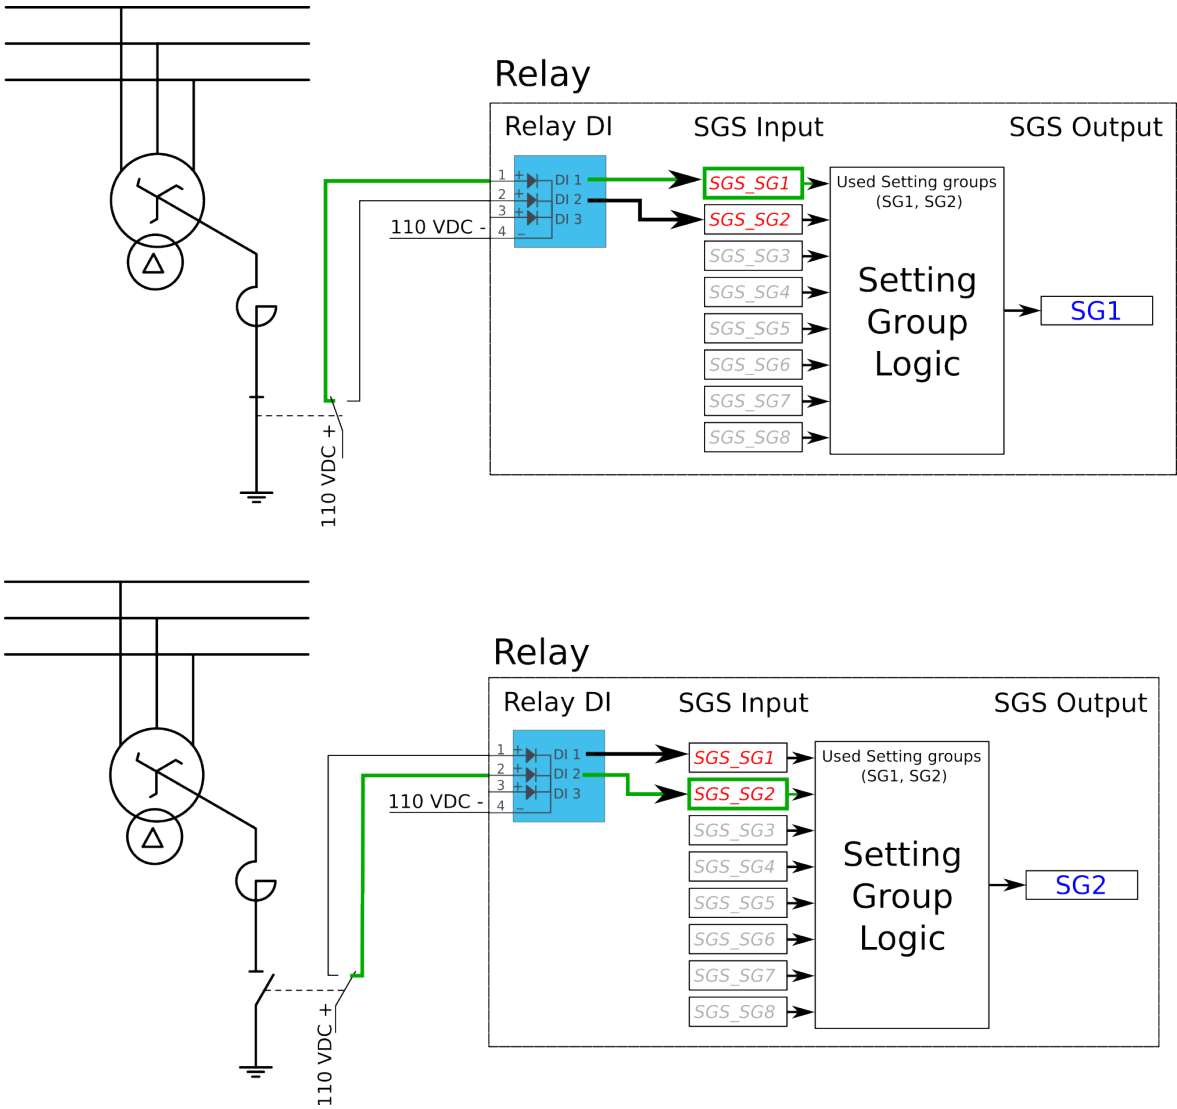 Relay
Relay DI
SGS Input
SGS Output
1 +
2 +
3 +
4 −
DI 1
DI 2
DI 3
110 VDC -
110 VDC +
SGS_SG1
SGS_SG2
SGS_SG3
SGS_SG4
SGS_SG5
SGS_SG6
SGS_SG7
SGS_SG8
Used Setting groups
(SG1, SG2)
Setting
Group
Logic
SG1
Relay
Relay DI
SGS Input
SGS Output
1 +
2 +
3 +
4 −
DI 1
DI 2
DI 3
110 VDC -
110 VDC +
SGS_SG1
SGS_SG2
SGS_SG3
SGS_SG4
SGS_SG5
SGS_SG6
SGS_SG7
SGS_SG8
Used Setting groups
(SG1, SG2)
Setting
Group
Logic
SG2